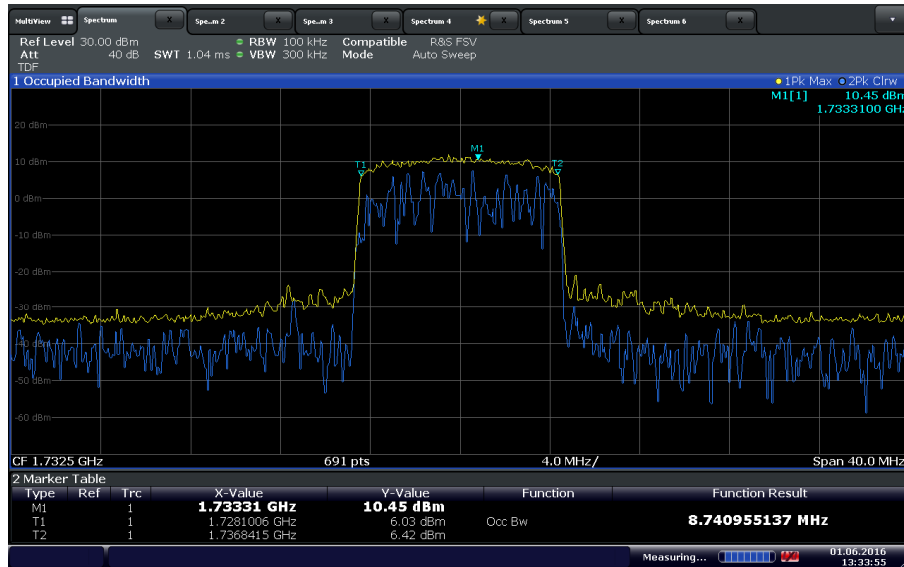 MultiView Spectrum X Spe...m 2 X Spe...m 3 X Spectrum 4 X Spectrum 5 X Spectrum 6 X
Ref Level 30.00 dBm RBW 100 kHz Compatible R&S FSV
Att 40 dB SWT 1.04 ms VBW 300 kHz Mode Auto Sweep
TDF
1 Occupied Bandwidth 1Pk Max 2Pk Clrw
M1[1] 10.45 dBm
1.7333100 GHz
20 dBm
M1
10 dBm
T1 T2
0 dBm
-10 dBm
-20 dBm
-30 dBm
-40 dBm
-50 dBm
-60 dBm
CF 1.7325 GHz 691 pts 4.0 MHz/ Span 40.0 MHz
2 Marker Table
Type Ref Trc X-Value Y-Value Function Function Result
M1 1 1.73331 GHz 10.45 dBm
T1 1 1.7281006 GHz 6.03 dBm Occ Bw 8.740955137 MHz
T2 1 1.7368415 GHz 6.42 dBm
Measuring... 01.06.2016
13:33:55